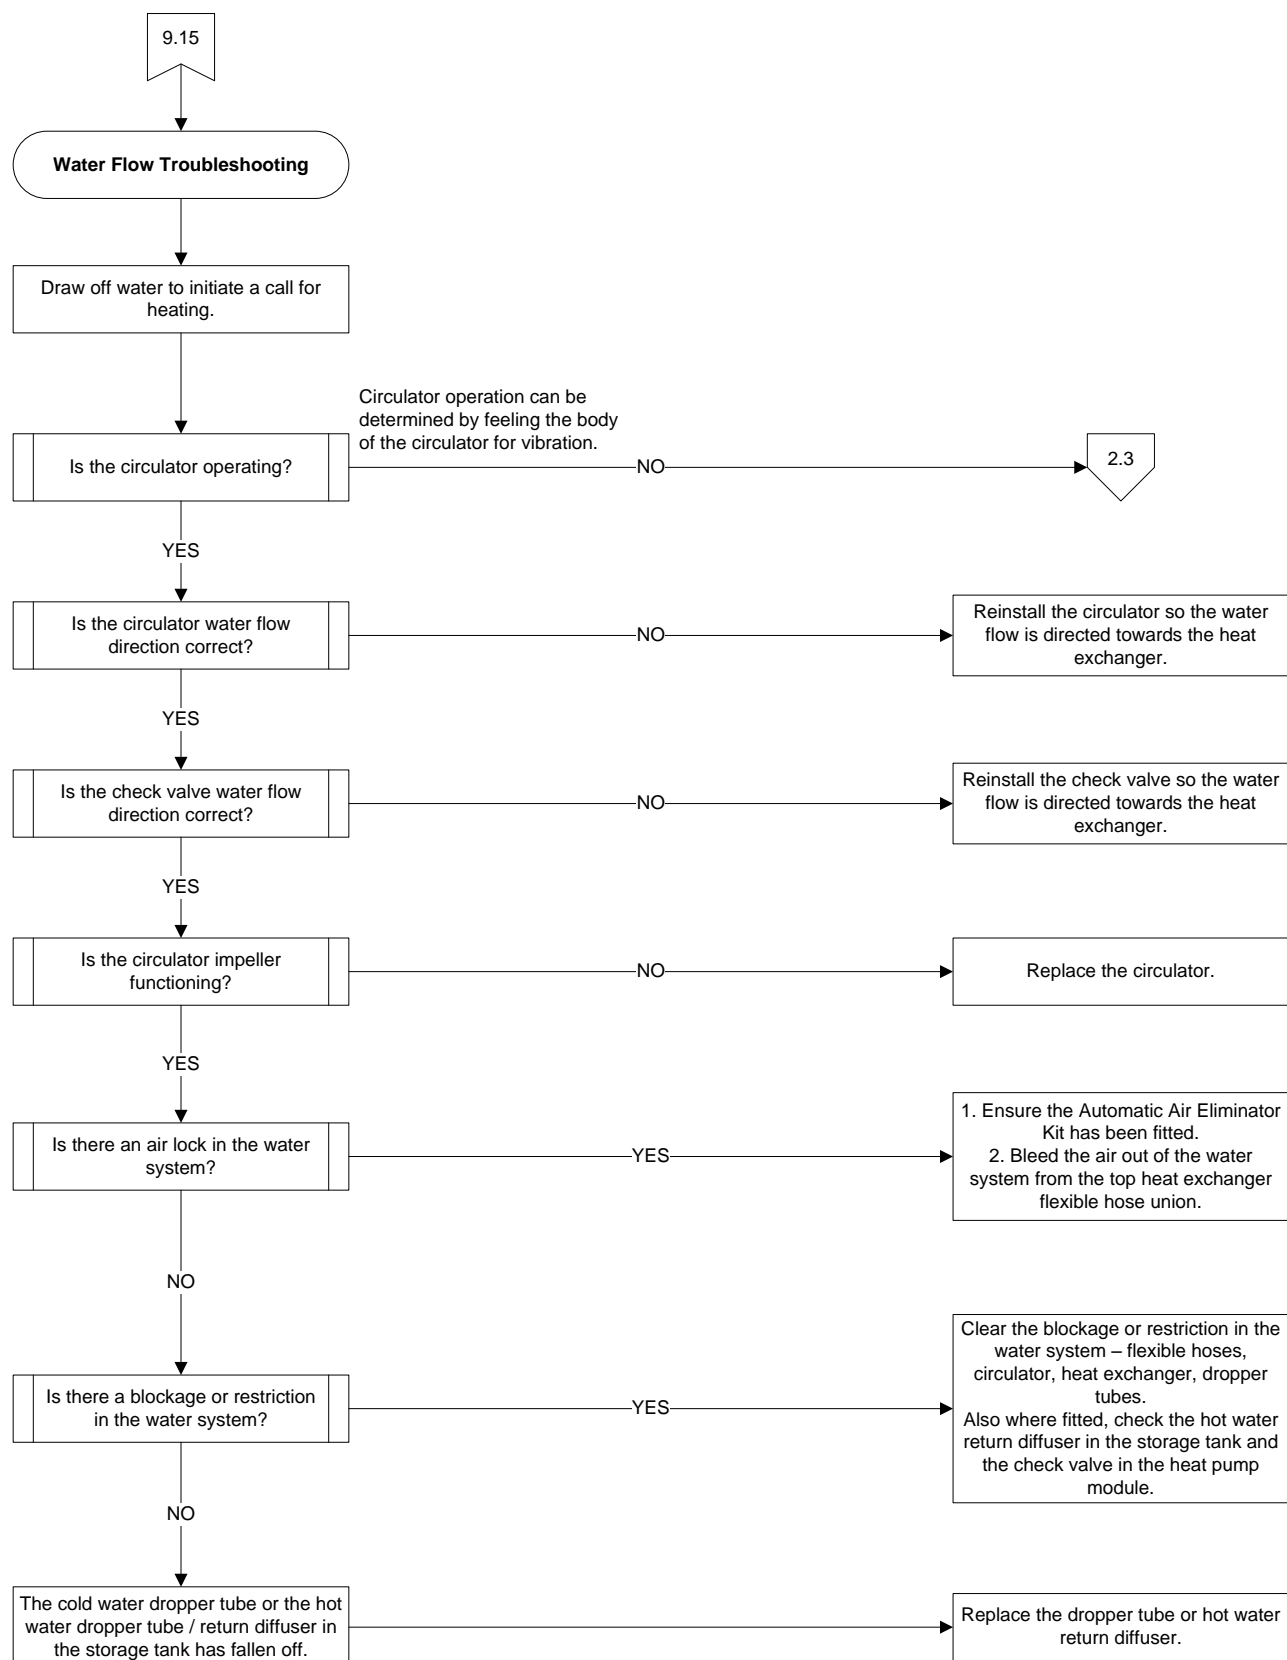 9.15
Water Flow Troubleshooting
Draw off water to initiate a call for
heating.
Circulator operation can be
determined by feeling the body
of the circulator for vibration.
Is the circulator operating?
NO
2.3
YES
Is the circulator water flow
direction correct?
NO
Reinstall the circulator so the water
flow is directed towards the heat
exchanger.
YES
Is the check valve water flow
direction correct?
NO
Reinstall the check valve so the water
flow is directed towards the heat
exchanger.
YES
Is the circulator impeller
functioning?
NO
Replace the circulator.
YES
Is there an air lock in the water
system?
YES
1. Ensure the Automatic Air Eliminator
Kit has been fitted.
2. Bleed the air out of the water
system from the top heat exchanger
flexible hose union.
NO
Is there a blockage or restriction
in the water system?
YES
Clear the blockage or restriction in the
water system – flexible hoses,
circulator, heat exchanger, dropper
tubes.
Also where fitted, check the hot water
return diffuser in the storage tank and
the check valve in the heat pump
module.
NO
The cold water dropper tube or the hot
water dropper tube / return diffuser in
the storage tank has fallen off.
Replace the dropper tube or hot water
return diffuser.